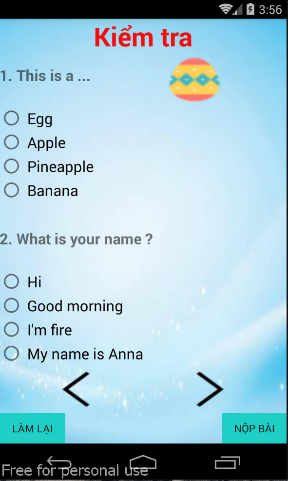 3:56
Kiểm tra
1. This is a ...
Egg
Apple
Pineapple
Banana
2. What is your name ?
Hi
Good morning
I'm fire
My name is Anna
LÀM LẠI
NỘP BÀI
Free for personal use